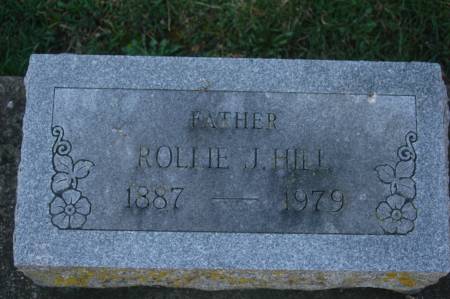 FATHER
ROLLIE J. HILL
1887 — 1979